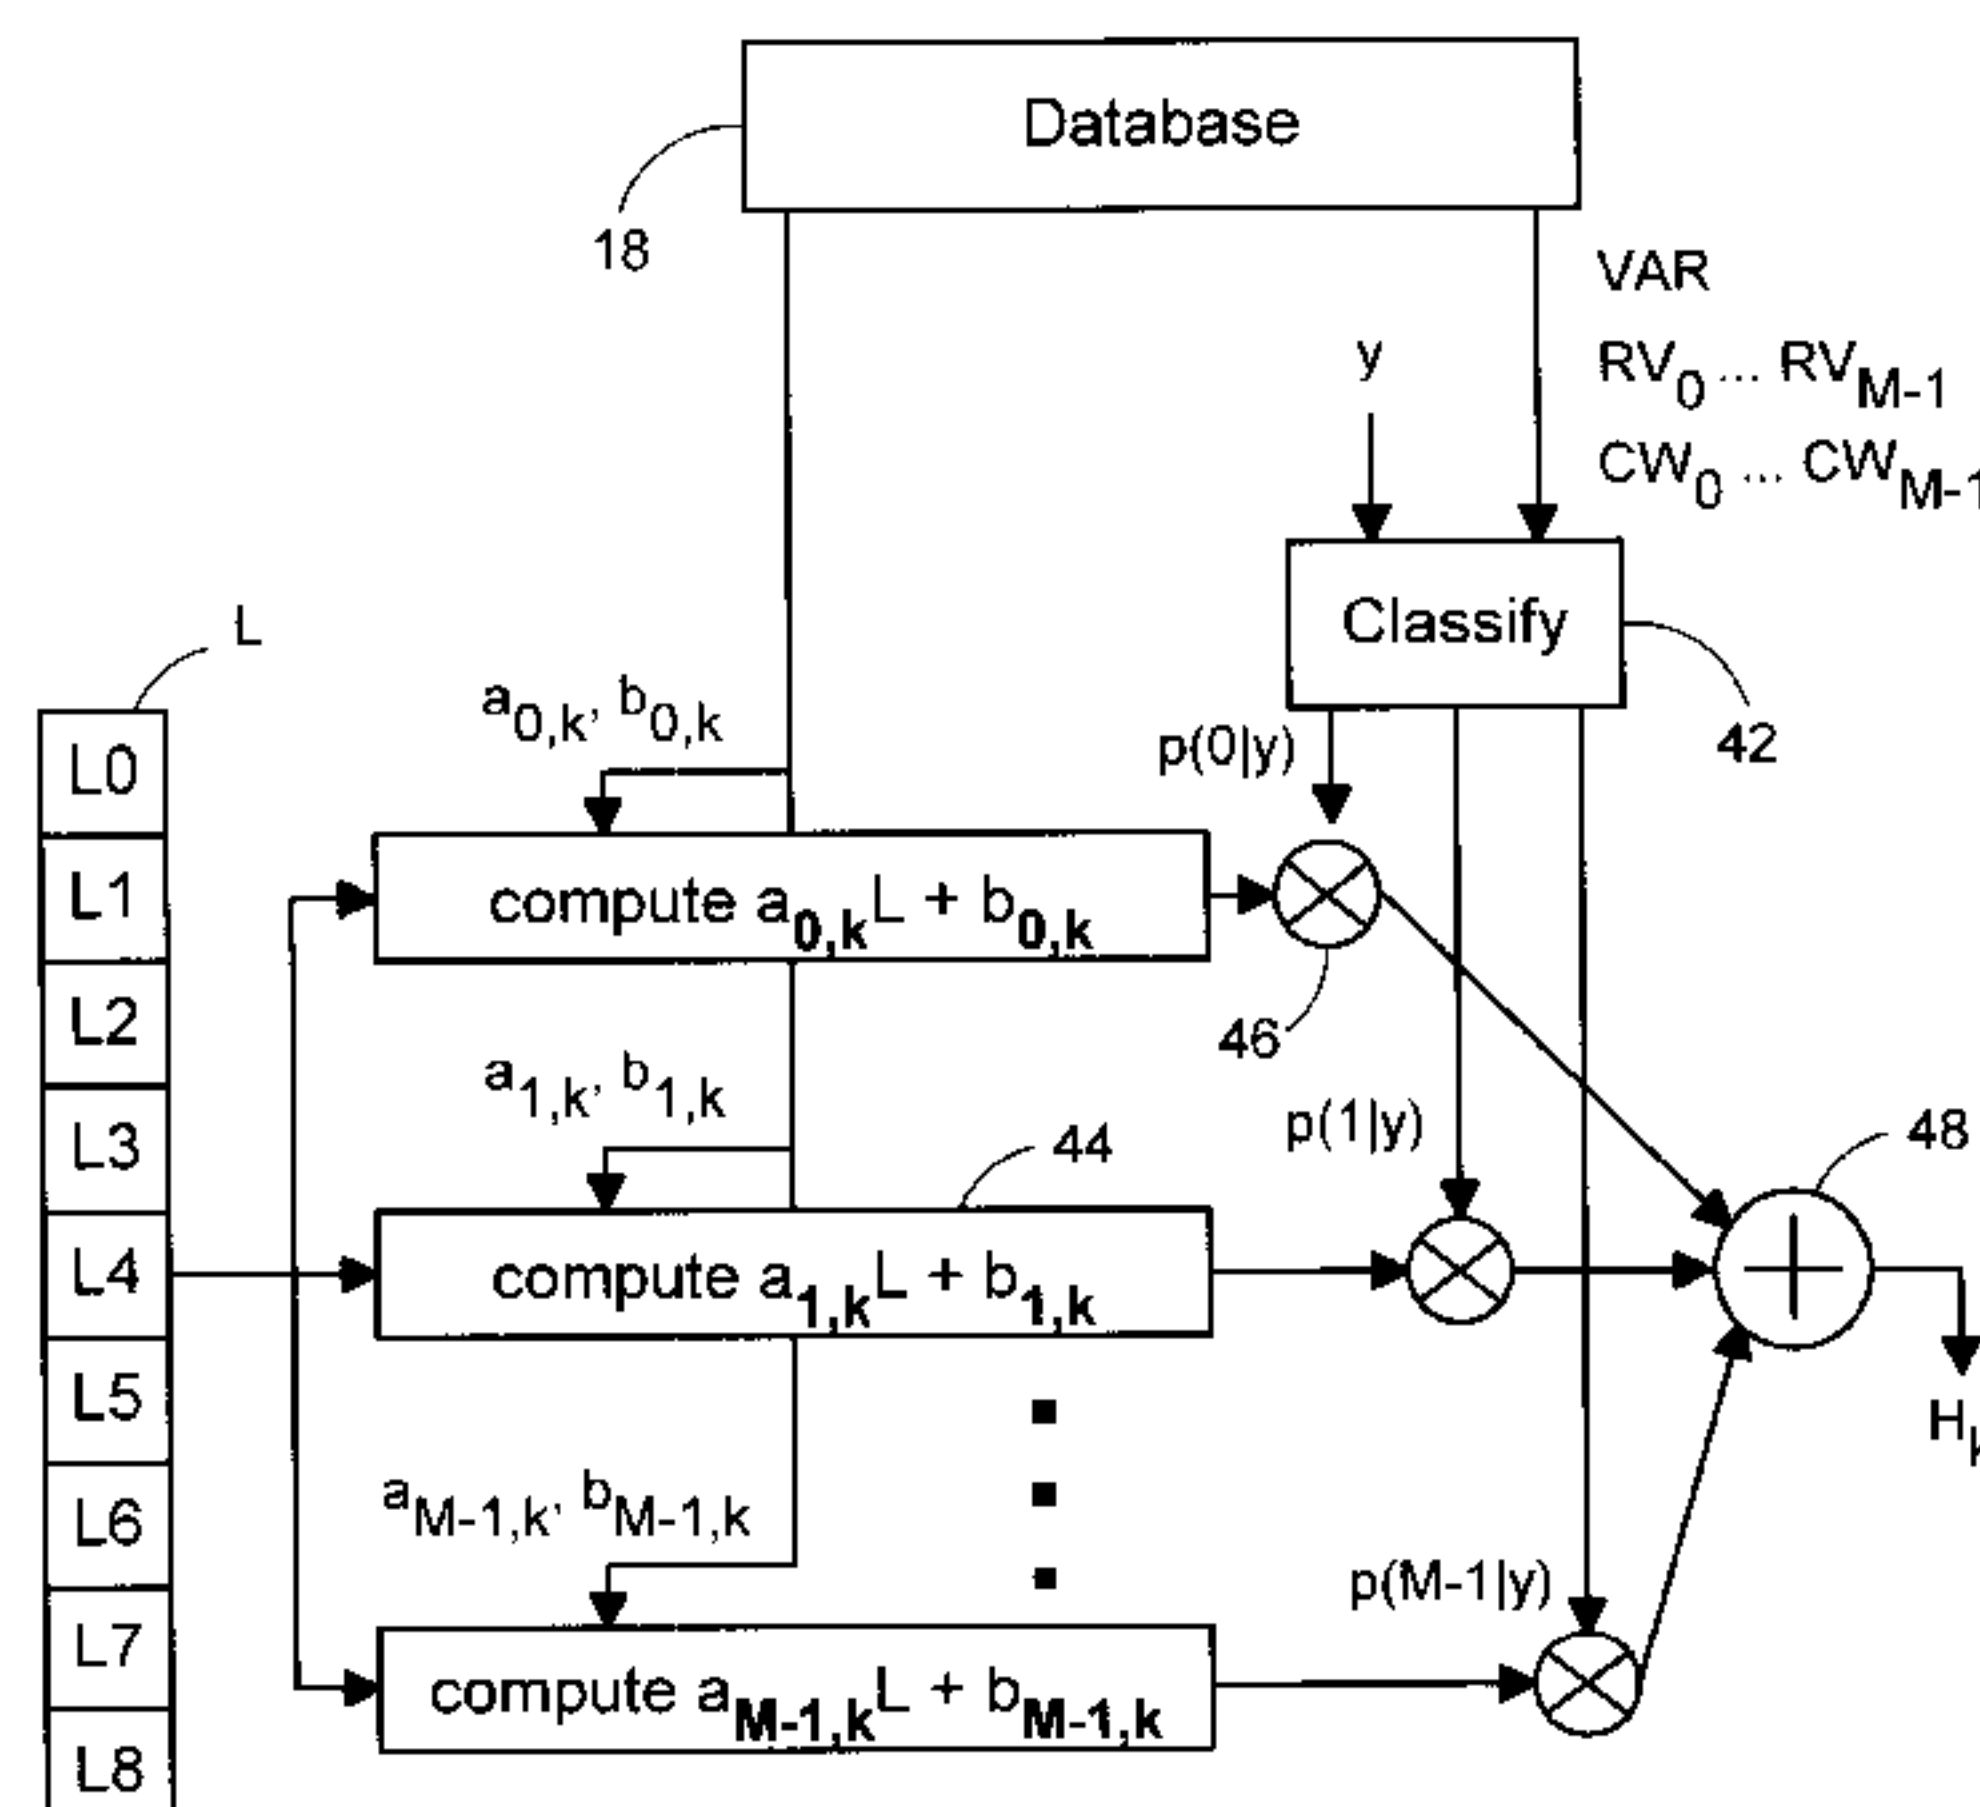 Database
18
VAR
y
RV0 ... RVM-1
CW0 ... CWM-1
Classify
L
a0,k, b0,k
p(0|y)
42
L0
L1
compute a0,kL + b0,k
L2
46
a1,k, b1,k
L3
p(1|y)
44
48
L4
compute a1,kL + b1,k
L5
Hk
L6
aM-1,k, bM-1,k
p(M-1|y)
L7
compute aM-1,kL + bM-1,k
L8